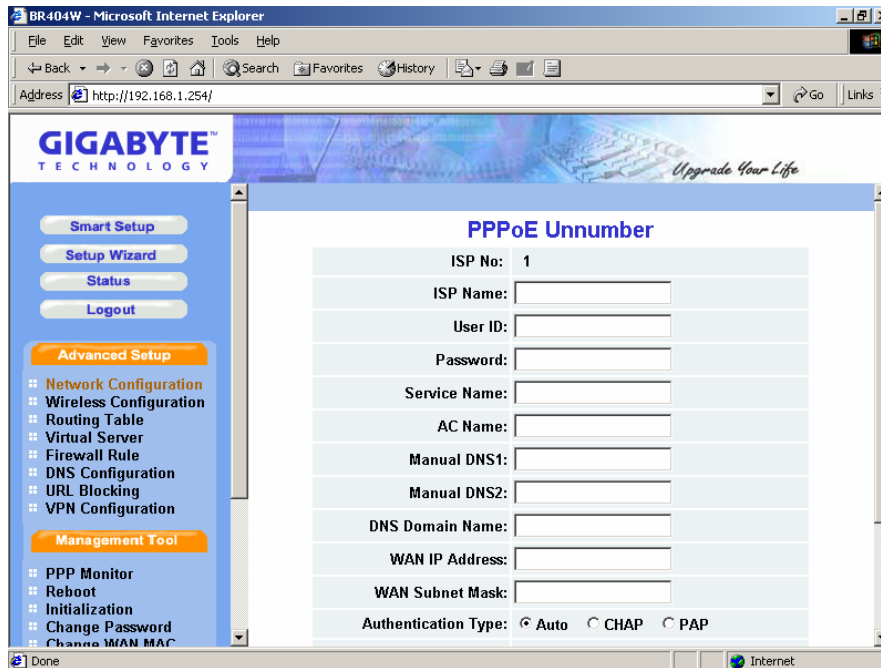 BR404W - Microsoft Internet Explorer
File Edit View Favorites Tools Help
Back Search Favorites History
Address http://192.168.1.254/ Go Links
GIGABYTE™
TECHNOLOGY
Upgrade Your Life
Smart Setup
Setup Wizard
Status
Logout
Advanced Setup
Network Configuration
Wireless Configuration
Routing Table
Virtual Server
Firewall Rule
DNS Configuration
URL Blocking
VPN Configuration
Management Tool
PPP Monitor
Reboot
Initialization
Change Password
Change WAN MAC
PPPoE Unnumber
ISP No: 1
ISP Name:
User ID:
Password:
Service Name:
AC Name:
Manual DNS1:
Manual DNS2:
DNS Domain Name:
WAN IP Address:
WAN Subnet Mask:
Authentication Type: Auto CHAP PAP
Done Internet